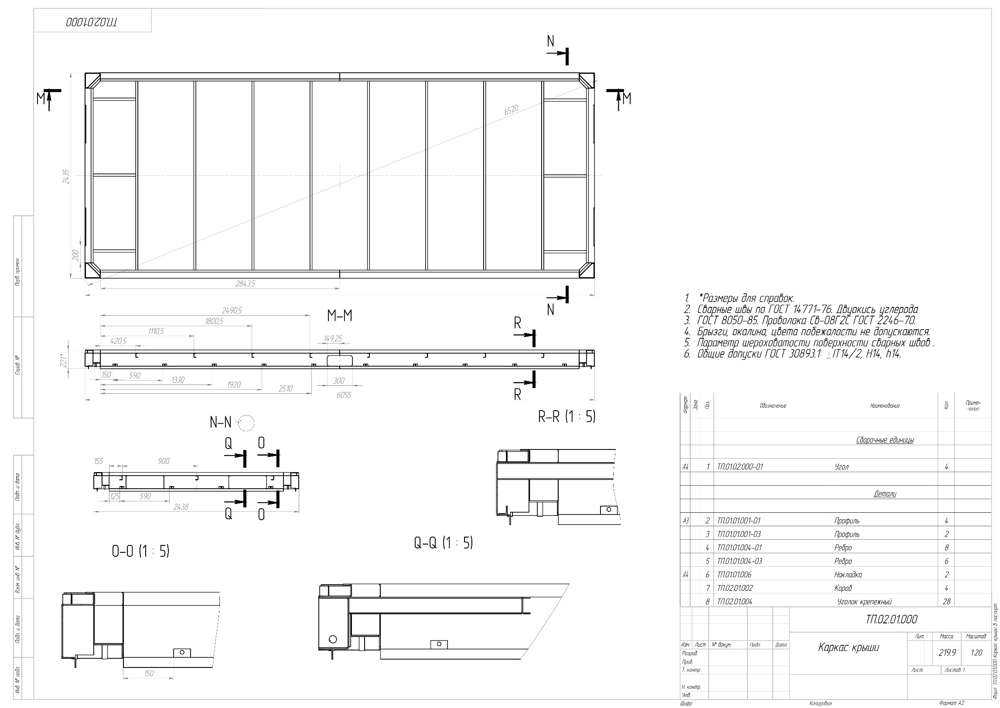 ТП.02.01.000
N
M
M
6520
2435
200
2843,5
N
M–M
2490,5
1800,5
1110,5
420,5
149,25
R
221*
150
590
1330
1920
2510
300
6055
R
1. *Размеры для справок.
2. Сварные швы по ГОСТ 14771–76. Двуокись углерода
3. ГОСТ 8050–85. Проволока Св–08Г2С ГОСТ 2246–70.
4. Брызги, окалина, цвета побежалости не допускаются.
5. Параметр шероховатости поверхности сварных швов .
6. Общие допуски ГОСТ 30893.1: ⊥IT14/2, H14, h14.
N–N
R–R (1 : 5)
Q
O
155
900
125
590
2438
Q
O
O–O (1 : 5)
Q–Q (1 : 5)
150
Формат Зона Поз. Обозначение Наименование Кол. Приме–
чание
Сборочные единицы
А4 1 ТП.01.02.000–01 Угол 4
Детали
А3 2 ТП.01.01.001–01 Профиль 4
3 ТП.01.01.001–03 Профиль 2
4 ТП.01.01.004–01 Ребро 8
5 ТП.01.01.004–03 Ребро 6
А4 6 ТП.01.01.006 Накладка 2
7 ТП.02.01.002 Короб 4
8 ТП.02.01.004 Уголок крепежный 28
ТП.02.01.000
Изм. Лист № докум. Подп. Дата
Разраб.
Пров.
Т. контр.
Н. контр.
Утв.
Каркас крыши
Лит. Масса Масштаб
219.9 1:20
Лист Листов 1
Шифр: Копировал Формат А2
Файл: ТП.02.01.000 Каркас крыши в паспорт
Перв. примен.
Справ. №
Подп. и дата
Инв. № дубл.
Взам. инв. №
Подп. и дата
Инв. № подл.